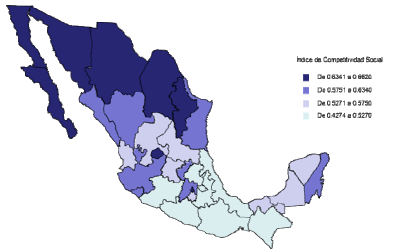 Índice de Competitividad Social
De 0.6341 a 0.6620
De 0.5751 a 0.6340
De 0.5271 a 0.5750
De 0.4274 a 0.5270